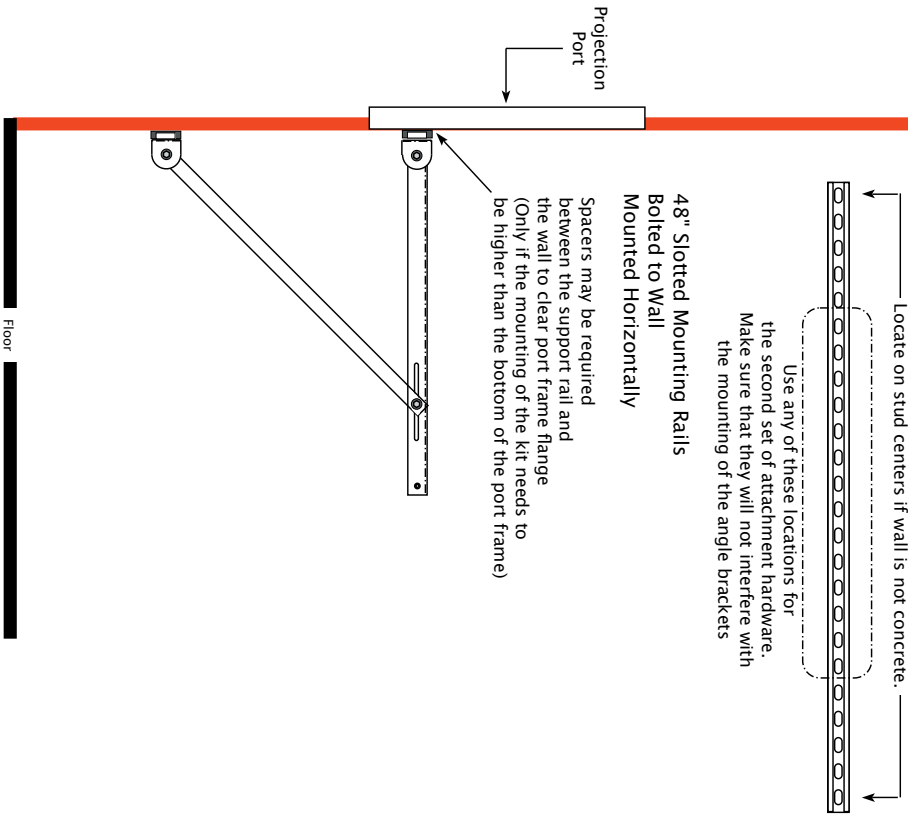 Locate on stud centers if wall is not concrete.
Use any of these locations for
the second set of attachment hardware.
Make sure that they will not interfere with
the mounting of the angle brackets
48" Slotted Mounting Rails
Bolted to Wall
Mounted Horizontally
Projection
Port
Spacers may be required
between the support rail and
the wall to clear port frame flange
(Only if the mounting of the kit needs to
be higher than the bottom of the port frame)
Floor